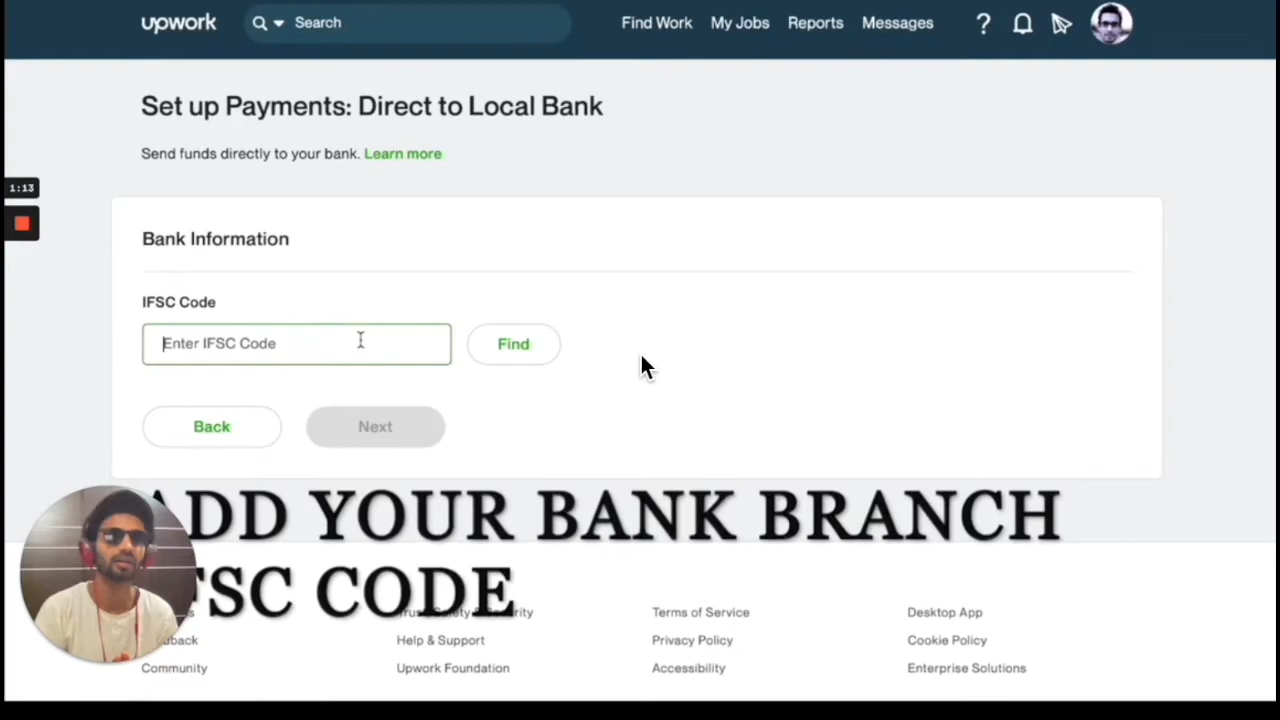 upwork
Search
Find Work
My Jobs
Reports
Messages
?
Set up Payments: Direct to Local Bank
Send funds directly to your bank. Learn more
1:13
Bank Information
IFSC Code
Enter IFSC Code
Find
Back
Next
ADD YOUR BANK BRANCH
IFSC CODE
Terms of Service
Desktop App
Help & Support
Privacy Policy
Cookie Policy
Community
Upwork Foundation
Accessibility
Enterprise Solutions